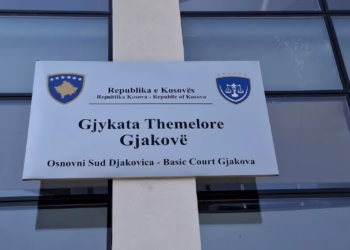 Republika e Kosovës
Republika Kosova - Republic of Kosovo
Gjykata Themelore
Gjakovë
Osnovni Sud Djakovica - Basic Court Gjakova